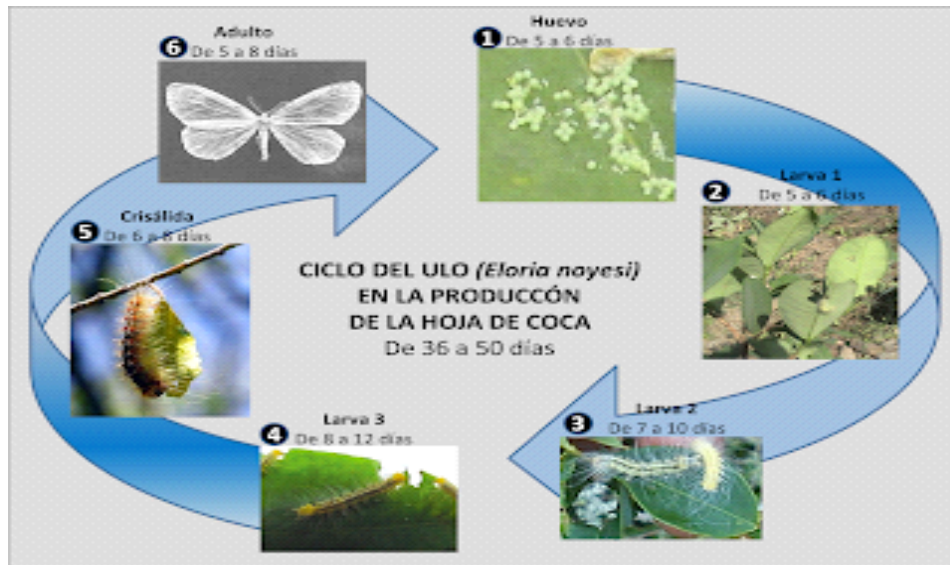 CICLO DEL ULO (Eloria noyesi)
EN LA PRODUCCÓN
DE LA HOJA DE COCA
De 36 a 50 días
1
Huevo
De 5 a 6 días
2
Larva 1
De 5 a 6 días
3
Larva 2
De 7 a 10 días
4
Larva 3
De 8 a 12 días
5
Crisálida
De 6 a 8 días
6
Adulto
De 5 a 8 días